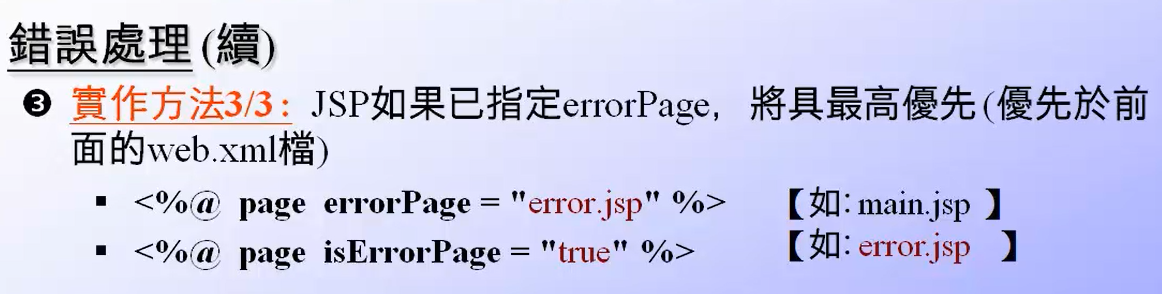 錯誤處理(續)
❸ 實作方法3/3：JSP如果已指定errorPage，將具最高優先(優先於前
面的web.xml檔)
▪ <%@ page errorPage = "error.jsp" %> 【如: main.jsp 】
▪ <%@ page isErrorPage = "true" %> 【如: error.jsp 】